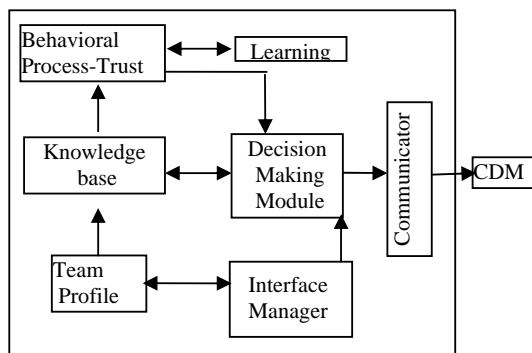 Behavioral
Process-Trust
Learning
Knowledge
base
Decision
Making
Module
Communicator
CDM
Team
Profile
Interface
Manager